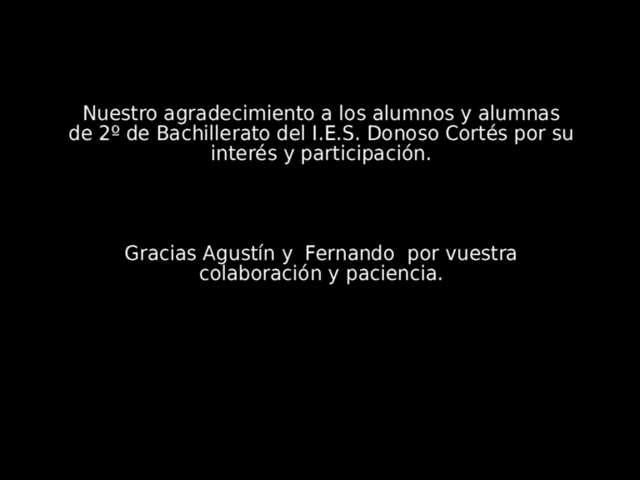 Nuestro agradecimiento a los alumnos y alumnas
de 2º de Bachillerato del I.E.S. Donoso Cortés por su
interés y participación.
Gracias Agustín y  Fernando  por vuestra
colaboración y paciencia.